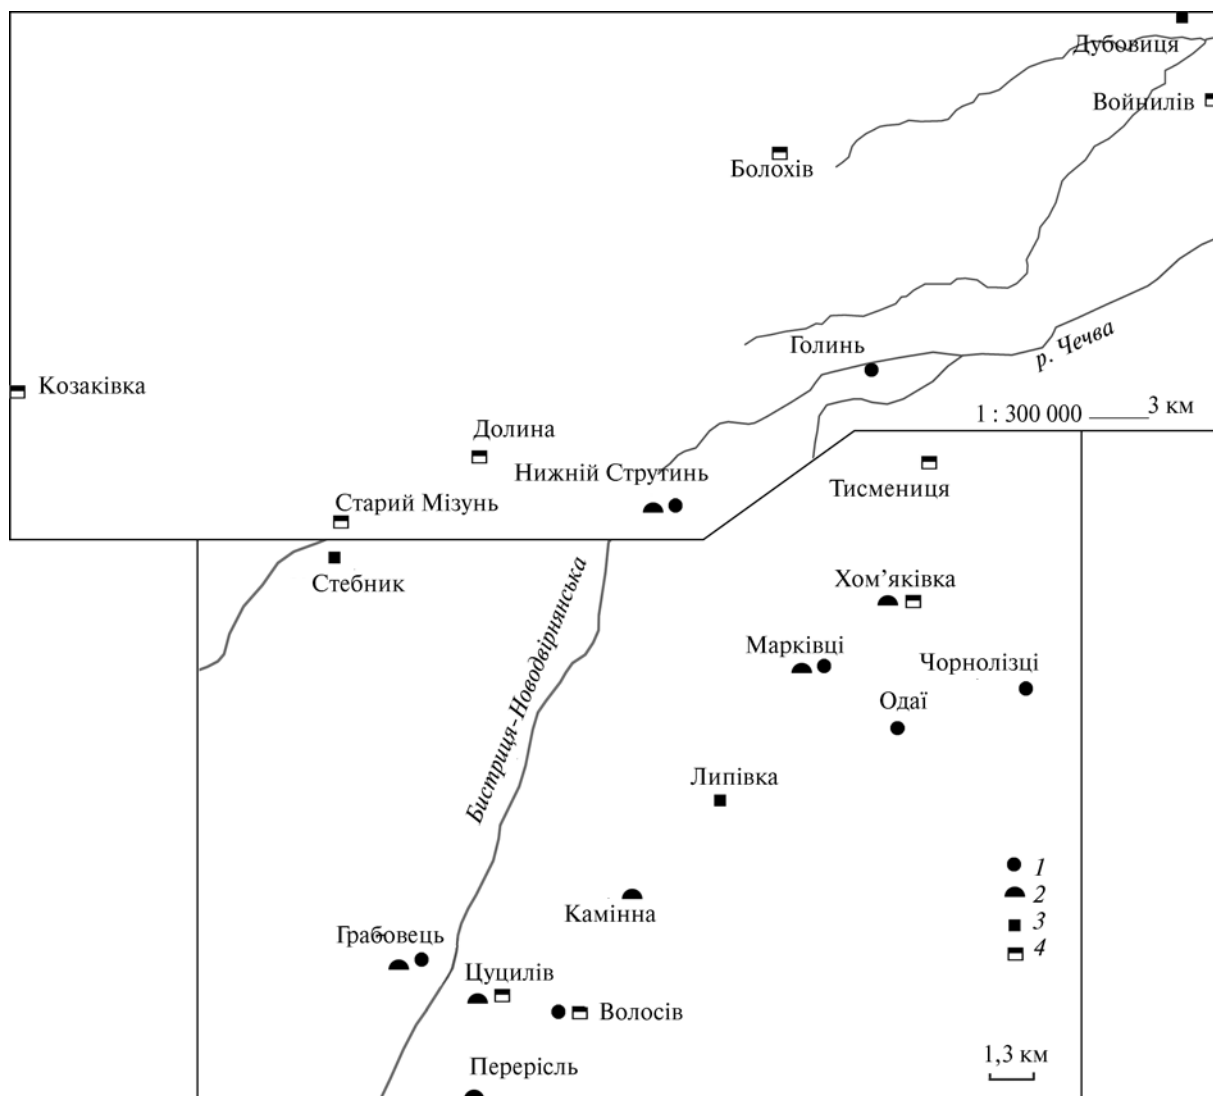 Дубовиця
Войнилів
Болохів
Голинь
р. Чечва
Козаківка
1 : 300 000
3 км
Долина
Нижній Струтинь
Тисмениця
Старий Мізунь
Стебник
Хом’яківка
Бистриця-Новодвірнянська
Марківці
Чорнолізці
Одаї
Липівка
1
2
3
4
Камінна
Грабовець
Цуцилів
Волосів
1,3 км
Перерісль